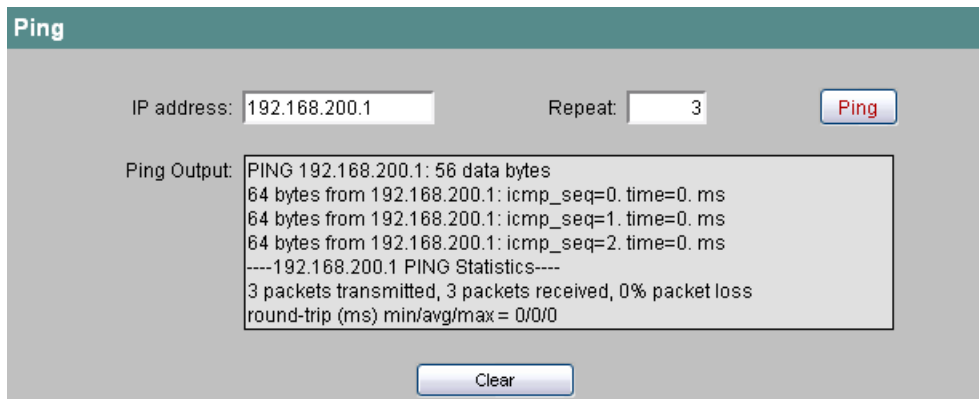 Ping
IP address: 192.168.200.1 Repeat: 3 Ping
Ping Output: PING 192.168.200.1: 56 data bytes
64 bytes from 192.168.200.1: icmp_seq=0. time=0. ms
64 bytes from 192.168.200.1: icmp_seq=1. time=0. ms
64 bytes from 192.168.200.1: icmp_seq=2. time=0. ms
----192.168.200.1 PING Statistics----
3 packets transmitted, 3 packets received, 0% packet loss
round-trip (ms) min/avg/max = 0/0/0
Clear